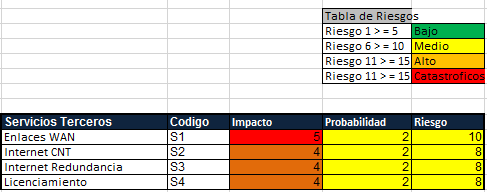 Tabla de Riesgos
Riesgo 1 > = 5 Bajo
Riesgo 6 > = 10 Medio
Riesgo 11 > = 15 Alto
Riesgo 11 > = 15 Catastroficos
Servicios Terceros Codigo Impacto Probabilidad Riesgo
Enlaces WAN S1 5 2 10
Internet CNT S2 4 2 8
Internet Redundancia S3 4 2 8
Licenciamiento S4 4 2 8